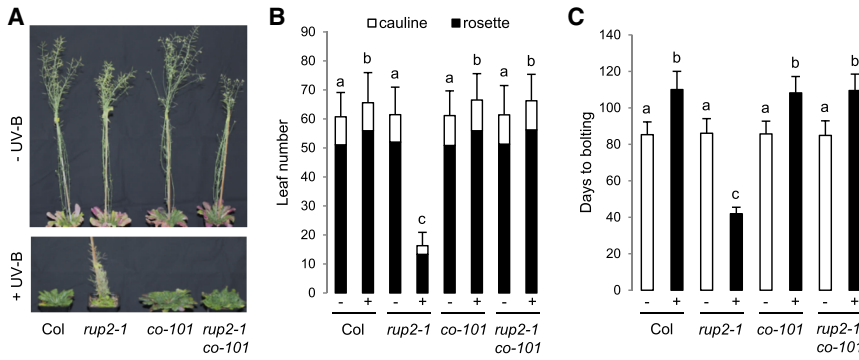 A
- UV-B
+ UV-B
Col rup2-1 co-101 rup2-1
co-101
B
cauline rosette
Leaf number
90
80
70
60
50
40
30
20
10
0
a b a c a b a b
- + - + - + - +
Col rup2-1 co-101 rup2-1
co-101
C
Days to bolting
140
120
100
80
60
40
20
0
a b a c a b a b
- + - + - + - +
Col rup2-1 co-101 rup2-1
co-101